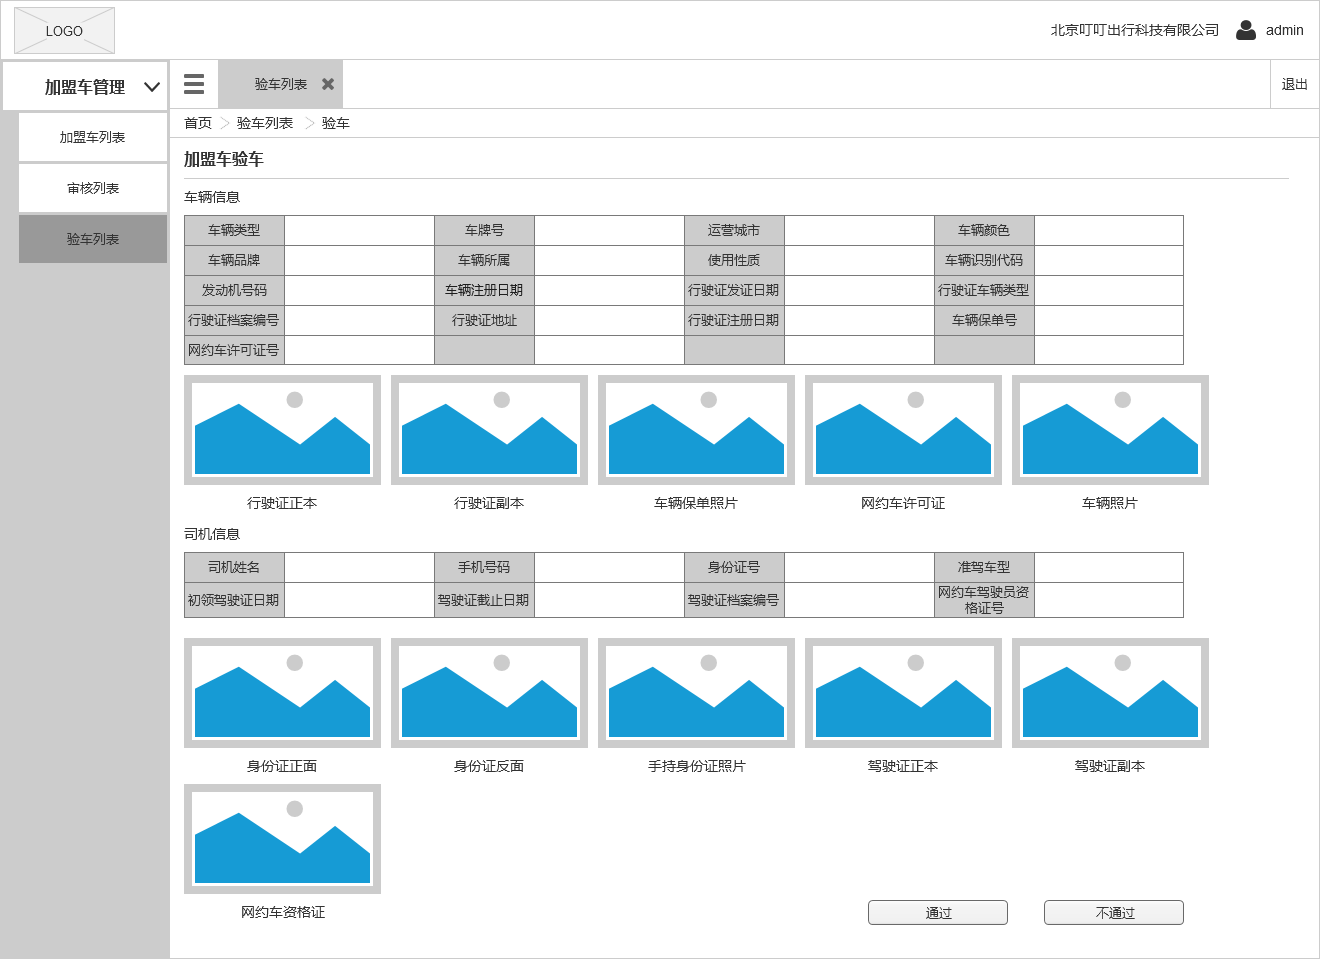 LOGO
北京叮叮出行科技有限公司
admin
加盟车管理
验车列表
退出
加盟车列表
审核列表
验车列表
首页 验车列表 验车
加盟车验车
车辆信息
车辆类型 车牌号 运营城市 车辆颜色
车辆品牌 车辆所属 使用性质 车辆识别代码
发动机号码 车辆注册日期 行驶证发证日期 行驶证车辆类型
行驶证档案编号 行驶证地址 行驶证注册日期 车辆保单号
网约车许可证号
行驶证正本 行驶证副本 车辆保单照片 网约车许可证 车辆照片
司机信息
司机姓名 手机号码 身份证号 准驾车型
初领驾驶证日期 驾驶证截止日期 驾驶证档案编号 网约车驾驶员资
格证号
身份证正面 身份证反面 手持身份证照片 驾驶证正本 驾驶证副本
网约车资格证
通过 不通过